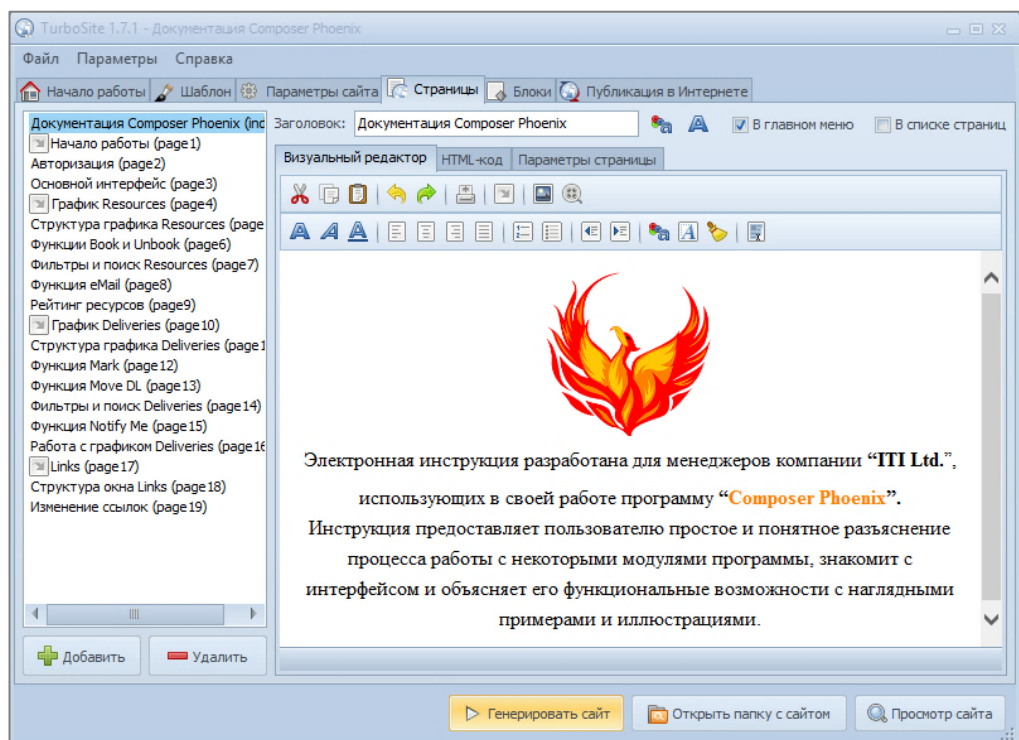 TurboSite 1.7.1 - Документация Composer Phoenix
Файл Параметры Справка
Начало работы Шаблон Параметры сайта Страницы Блоки Публикация в Интернете
Документация Composer Phoenix (inc
Начало работы (page1)
Авторизация (page2)
Основной интерфейс (page3)
График Resources (page4)
Структура графика Resources (page
Функции Book и Unbook (page6)
Фильтры и поиск Resources (page7)
Функция eMail (page8)
Рейтинг ресурсов (page9)
График Deliveries (page10)
Структура графика Deliveries (page1
Функция Mark (page12)
Функция Move DL (page13)
Фильтры и поиск Deliveries (page14)
Функция Notify Me (page15)
Работа с графиком Deliveries (page16
Links (page17)
Структура окна Links (page18)
Изменение ссылок (page19)
Добавить Удалить
Заголовок: Документация Composer Phoenix В главном меню В списке страниц
Визуальный редактор HTML-код Параметры страницы
Электронная инструкция разработана для менеджеров компании “ITI Ltd.”,
использующих в своей работе программу “Composer Phoenix”.
Инструкция предоставляет пользователю простое и понятное разъяснение
процесса работы с некоторыми модулями программы, знакомит с
интерфейсом и объясняет его функциональные возможности с наглядными
примерами и иллюстрациями.
Генерировать сайт Открыть папку с сайтом Просмотр сайта